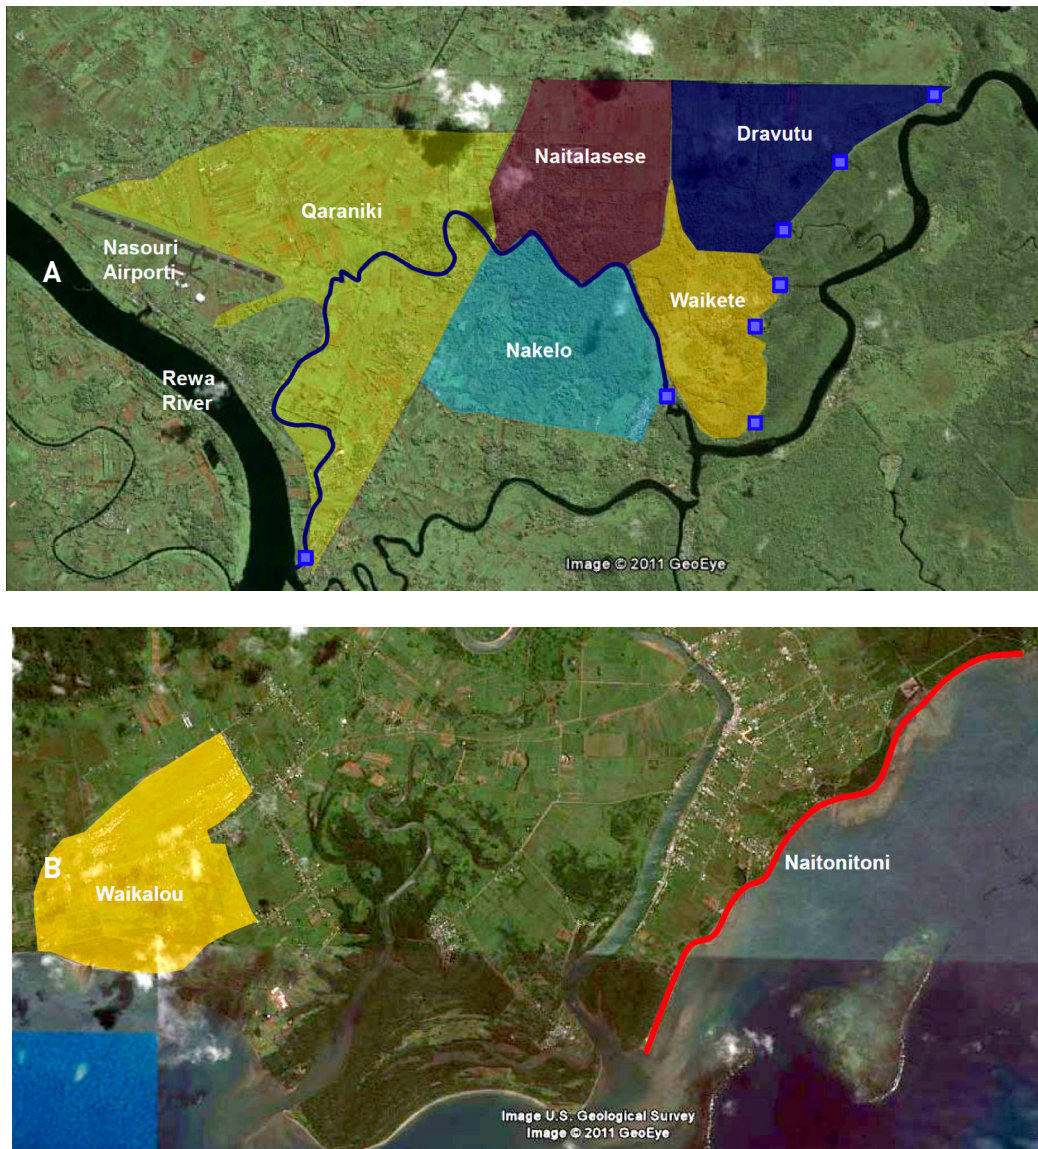 Naitalasese
Dravutu
Qaraniki
A
Nasouri
Airporti
Waikete
Nakelo
Rewa
River
Image © 2011 GeoEye
Naitonitoni
B
Waikalou
Image U.S. Geological Survey
Image © 2011 GeoEye